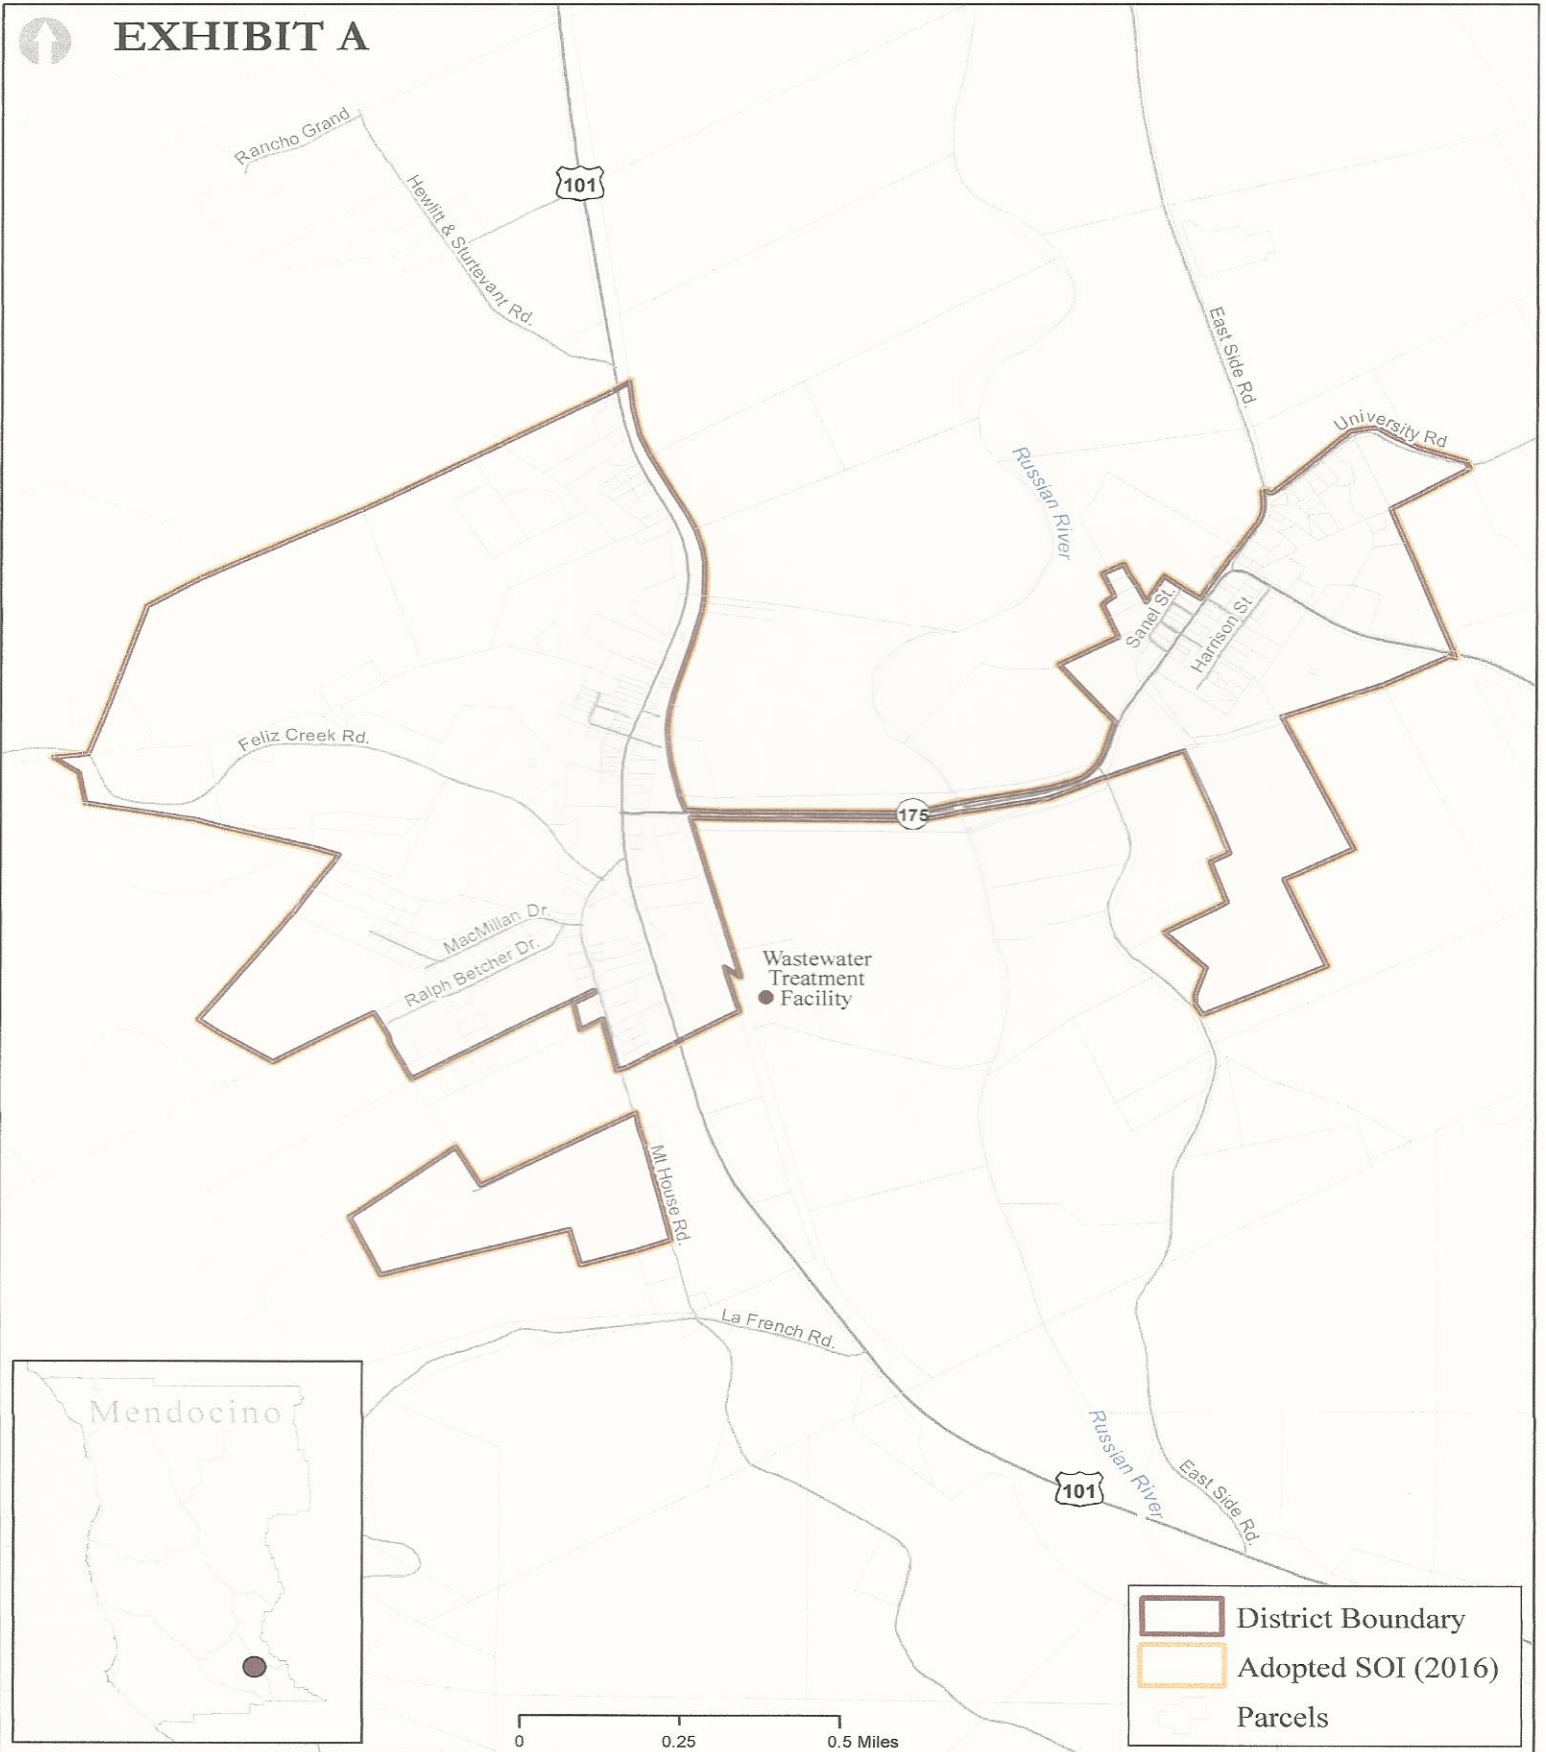 EXHIBIT A
Rancho Grand
101
Hewlitt & Sturtevant Rd.
East Side Rd.
University Rd
Russian River
Sanel St.
Harrison St.
Feliz Creek Rd.
175
MacMillan Dr.
Ralph Betcher Dr.
Wastewater
Treatment
Facility
Mt House Rd.
La French Rd.
Mendocino
Russian River
101
East Side Rd.
District Boundary
Adopted SOI (2016)
Parcels
0 0.25 0.5 Miles